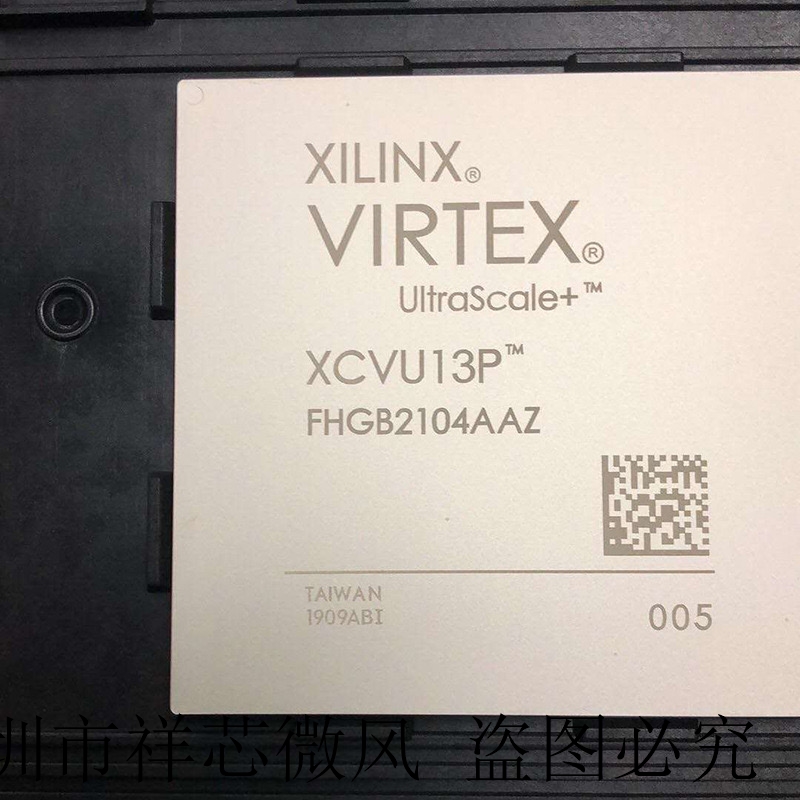 XILINX®
VIRTEX®
UltraScale+™
XCVU13P™
FHGB2104AAZ
TAIWAN
1909ABI
005
圳市祥芯微风 盗图必究